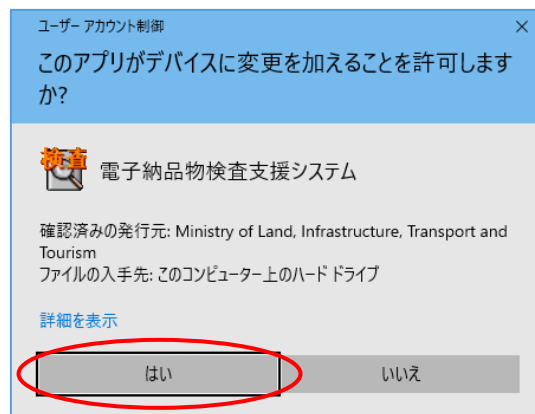 ユーザー アカウント制御
このアプリがデバイスに変更を加えることを許可します
か?
検査
電子納品物検査支援システム
確認済みの発行元: Ministry of Land, Infrastructure, Transport and
Tourism
ファイルの入手先: このコンピューター上のハード ドライブ
詳細を表示
はい
いいえ